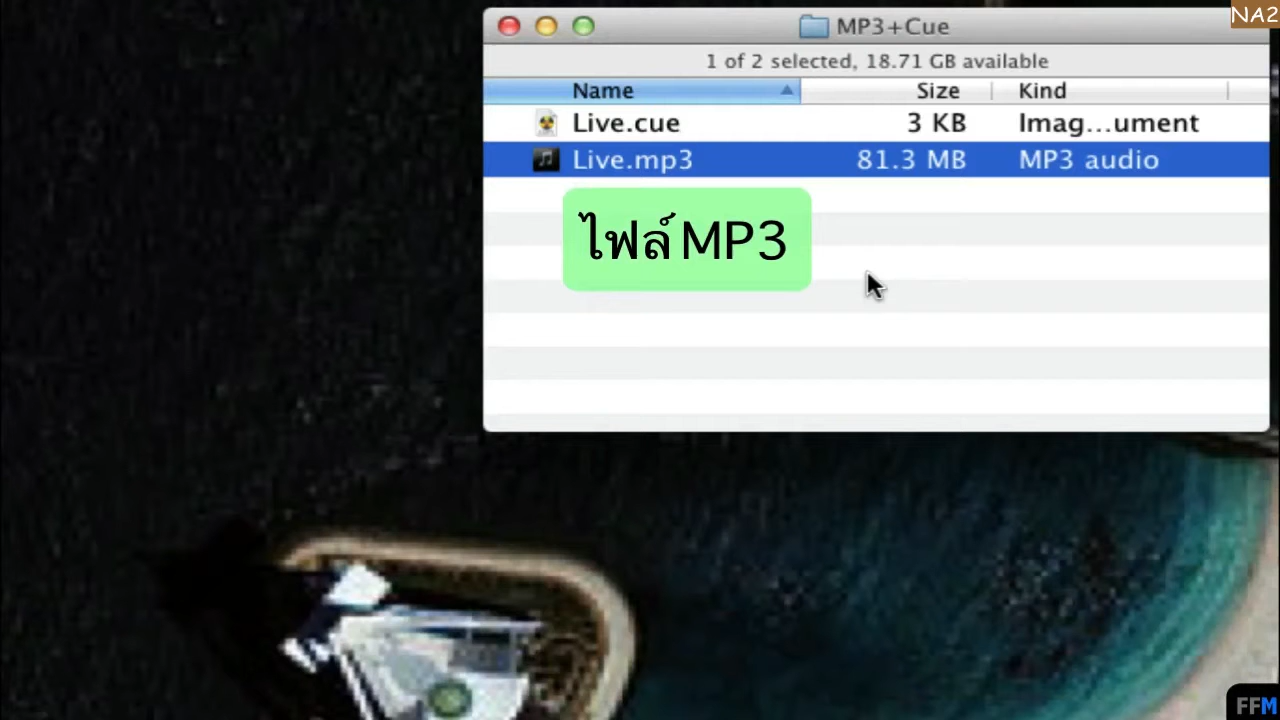 NA2
MP3+Cue
1 of 2 selected, 18.71 GB available
Name Size Kind
Live.cue 3 KB Imag...ument
Live.mp3 81.3 MB MP3 audio
ไฟล์ MP3
FFM